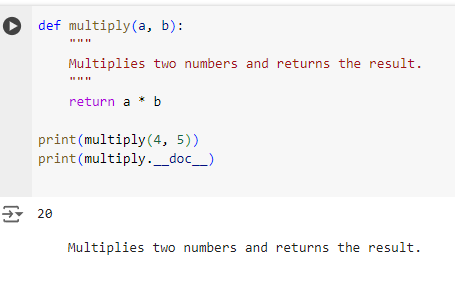 def multiply(a, b):
    """
    Multiplies two numbers and returns the result.
    """
    return a * b
print(multiply(4, 5))
print(multiply.__doc__)
20
    Multiplies two numbers and returns the result.